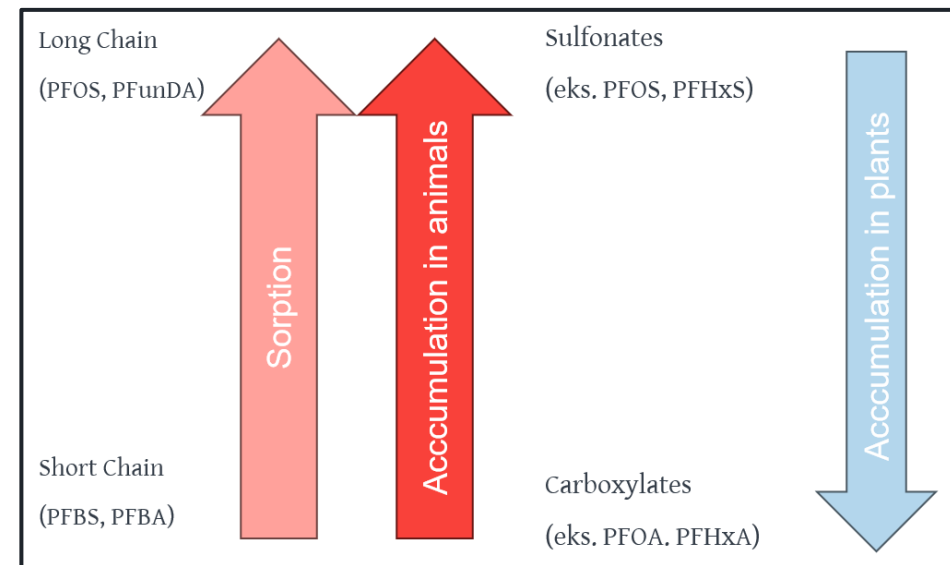 Long Chain
(PFOS, PFunDA)
Sorption
Acccumulation in animals
Short Chain
(PFBS, PFBA)
Sulfonates
(eks. PFOS, PFHxS)
Carboxylates
(eks. PFOA. PFHxA)
Acccumulation in plants